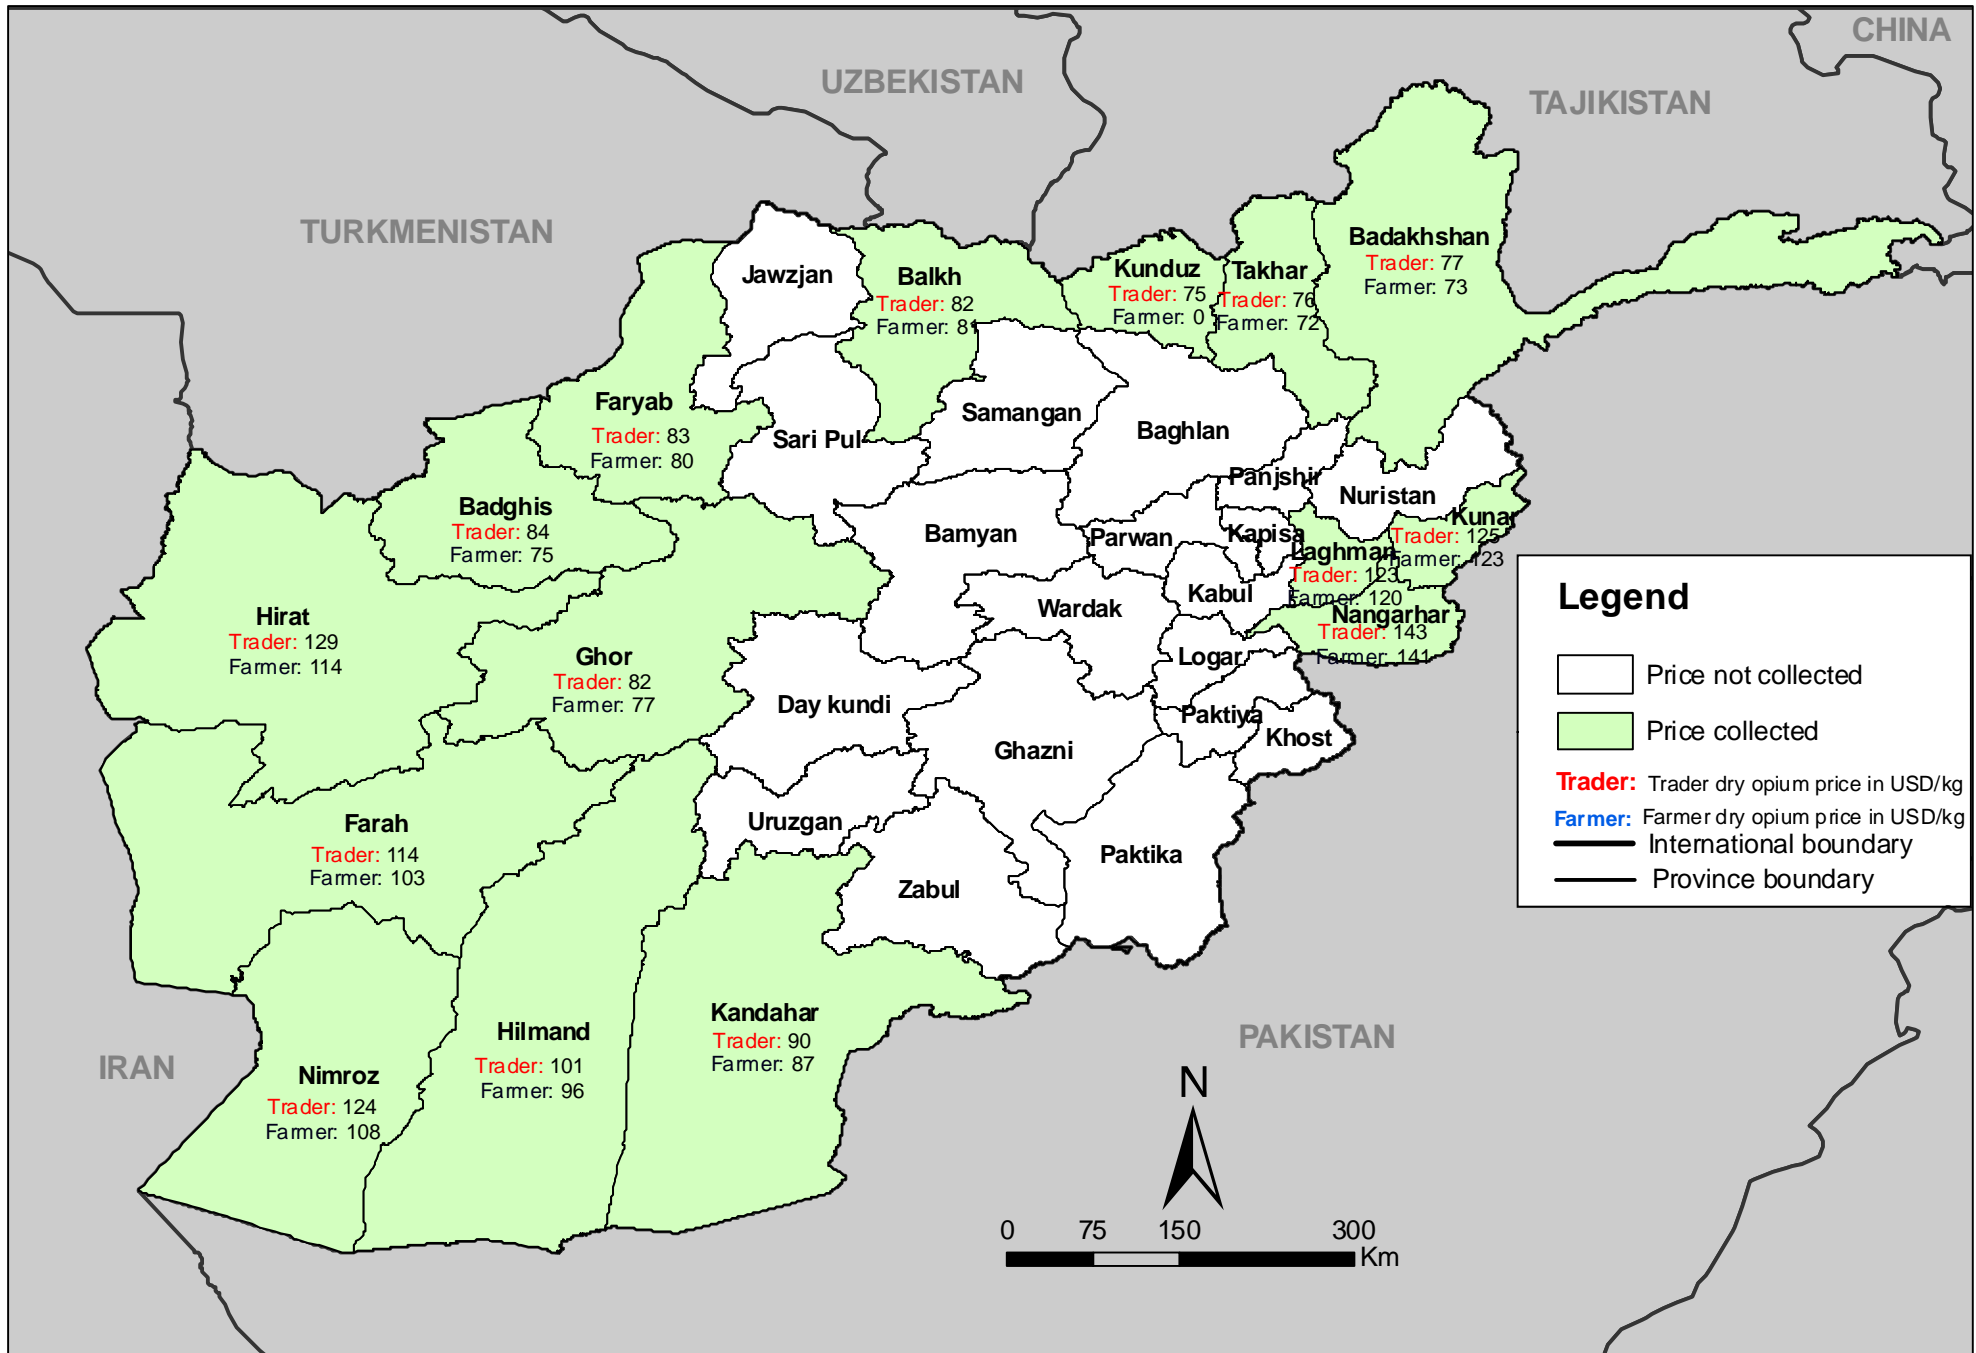 CHINA
UZBEKISTAN
TAJIKISTAN
TURKMENISTAN
Jawzjan
Balkh
Trader: 82
Farmer: 81
Kunduz
Trader: 75
Farmer: 0
Takhar
Trader: 76
Farmer: 72
Badakhshan
Trader: 77
Farmer: 73
Faryab
Trader: 83
Farmer: 80
Sari Pul
Samangan
Baghlan
Badghis
Trader: 84
Farmer: 75
Bamyan
Parwan
Panjshir
Kapisa
Nuristan
Kunar
Trader: 125
Farmer: 123
Laghman
Trader: 123
Farmer: 120
Nangarhar
Trader: 143
Farmer: 141
Hirat
Trader: 129
Farmer: 114
Ghor
Trader: 82
Farmer: 77
Wardak
Kabul
Logar
Day kundi
Ghazni
Paktiya
Khost
Farah
Trader: 114
Farmer: 103
Uruzgan
Zabul
Paktika
Nimroz
Trader: 124
Farmer: 108
Hilmand
Trader: 101
Farmer: 96
Kandahar
Trader: 90
Farmer: 87
IRAN
PAKISTAN
Legend
Price not collected
Price collected
Trader: Trader dry opium price in USD/kg
Farmer: Farmer dry opium price in USD/kg
International boundary
Province boundary
N
0 75 150 300
Km